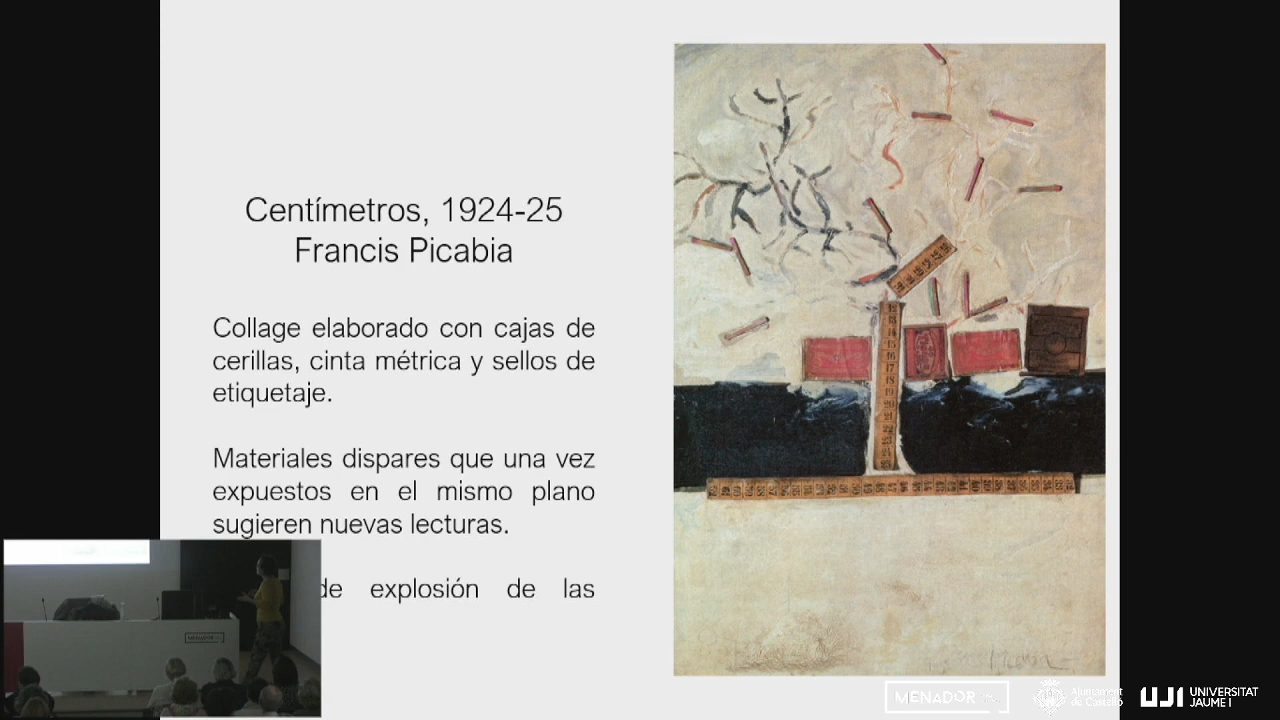 Centímetros, 1924-25
Francis Picabia
Collage elaborado con cajas de
cerillas, cinta métrica y sellos de
etiquetaje.
Materiales dispares que una vez
expuestos en el mismo plano
sugieren nuevas lecturas.
de explosión de las
MENADOR
MENADOR
Ajuntament
de Castelló
UJI UNIVERSITAT
JAUME I